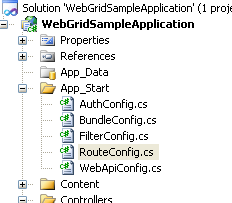 Solution 'WebGridSampleApplication' (1 proje
WebGridSampleApplication
Properties
References
App_Data
App_Start
AuthConfig.cs
BundleConfig.cs
FilterConfig.cs
RouteConfig.cs
WebApiConfig.cs
Content
Controllers